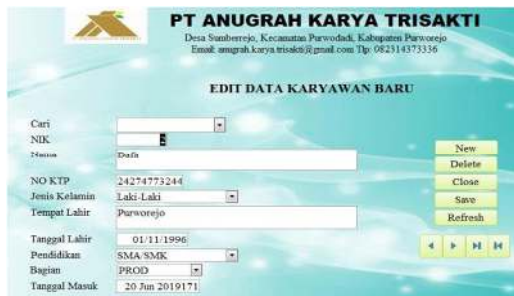 PT ANUGRAH KARYA TRISAKTI
Desa Sumberrejo, Kecamatan Purwodadi, Kabupaten Purworejo
Email: anugrah.karya.trisakti@gmail.com Tlp: 082314373336
EDIT DATA KARYAWAN BARU
Cari
NIK 2
Nama Dafa
NO KTP 24274773244
Jenis Kelamin Laki-Laki
Tempat Lahir Purworejo
Tanggal Lahir 01/11/1996
Pendidikan SMA/SMK
Bagian PROD
Tanggal Masuk 20 Jun 2019171
New
Delete
Close
Save
Refresh